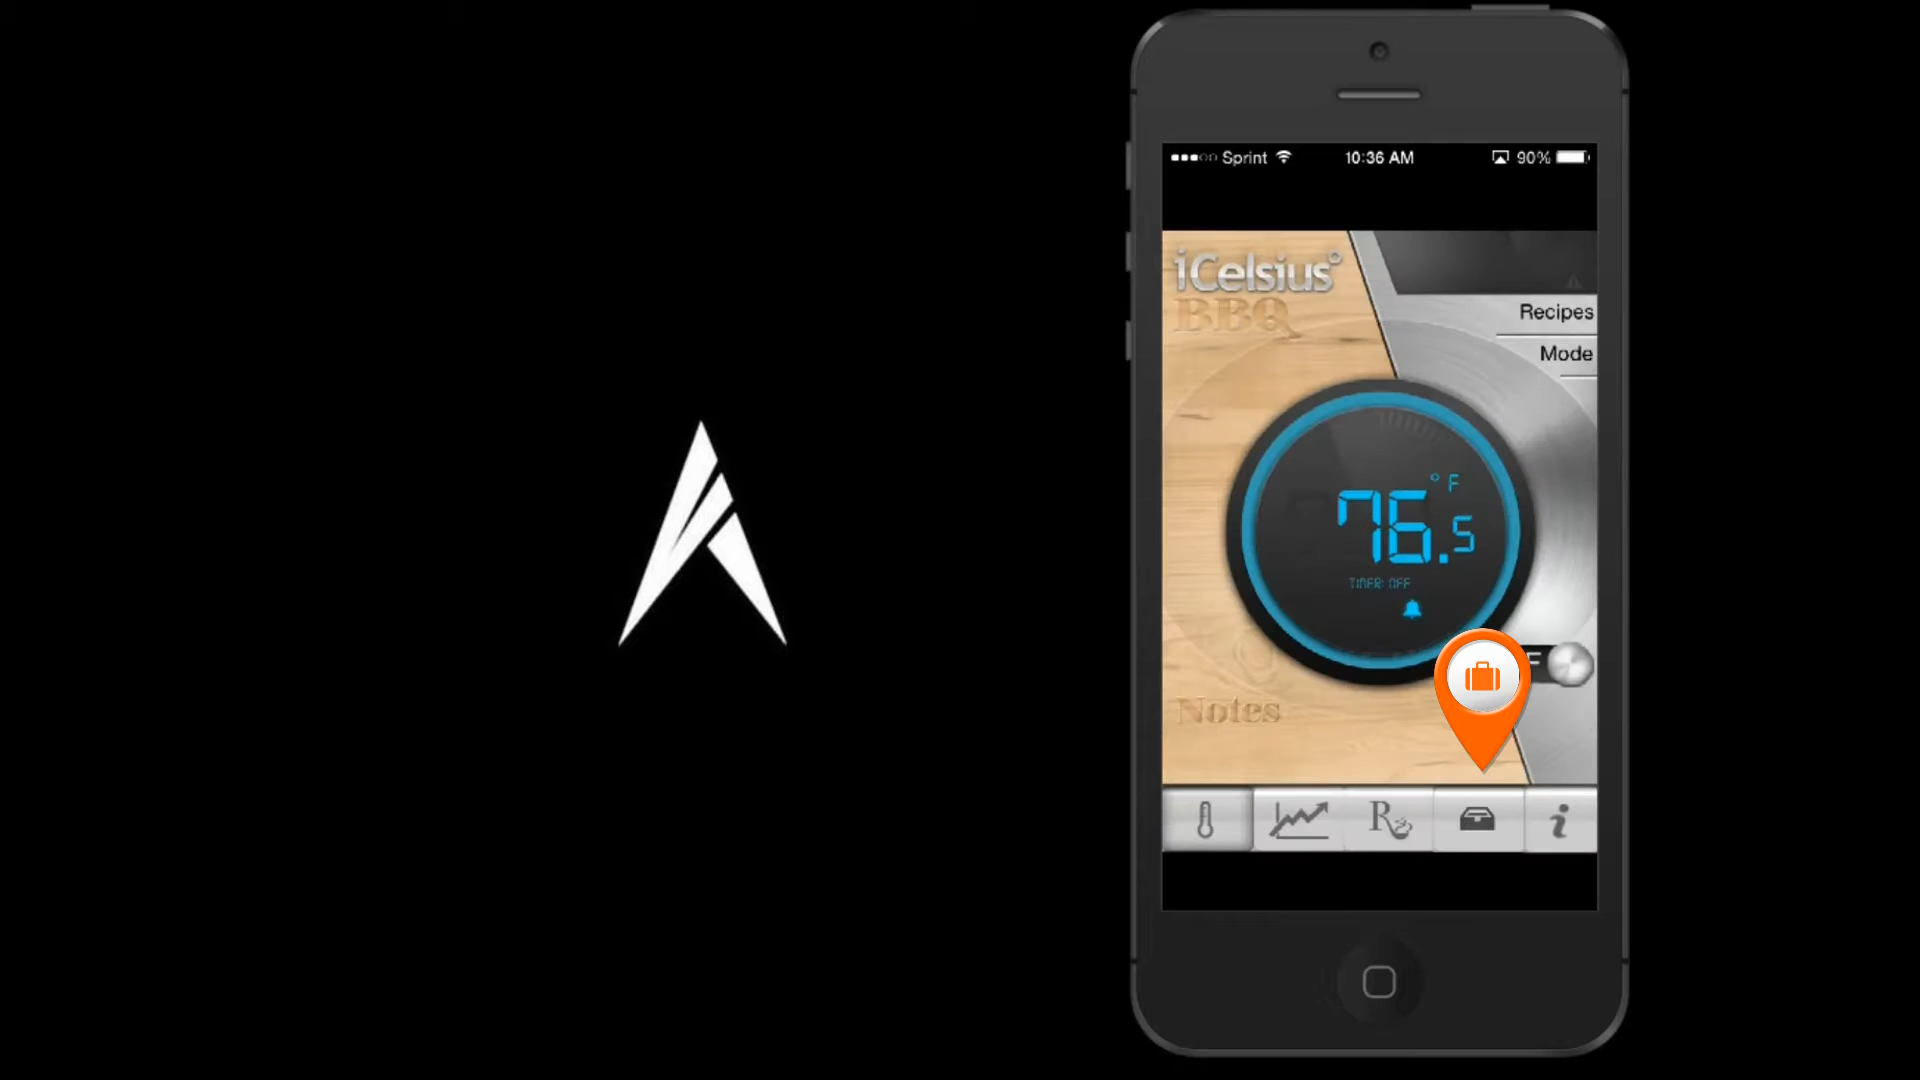 Sprint 10:36 AM 90%
iCelsius°
BBQ
Recipes
Mode
° F
76.5
TIMER: OFF
F
Notes
R
i